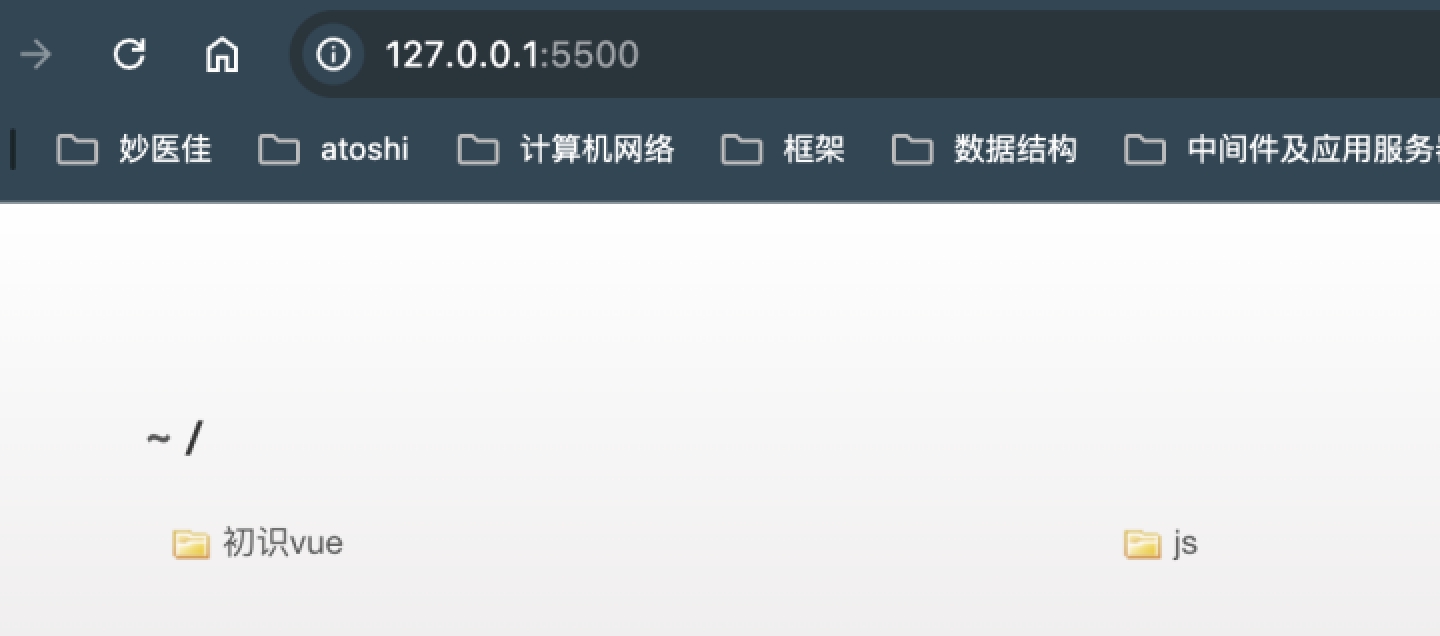 127.0.0.1:5500
妙医佳 atoshi 计算机网络 框架 数据结构 中间件及应用服务
~ /
初识vue js